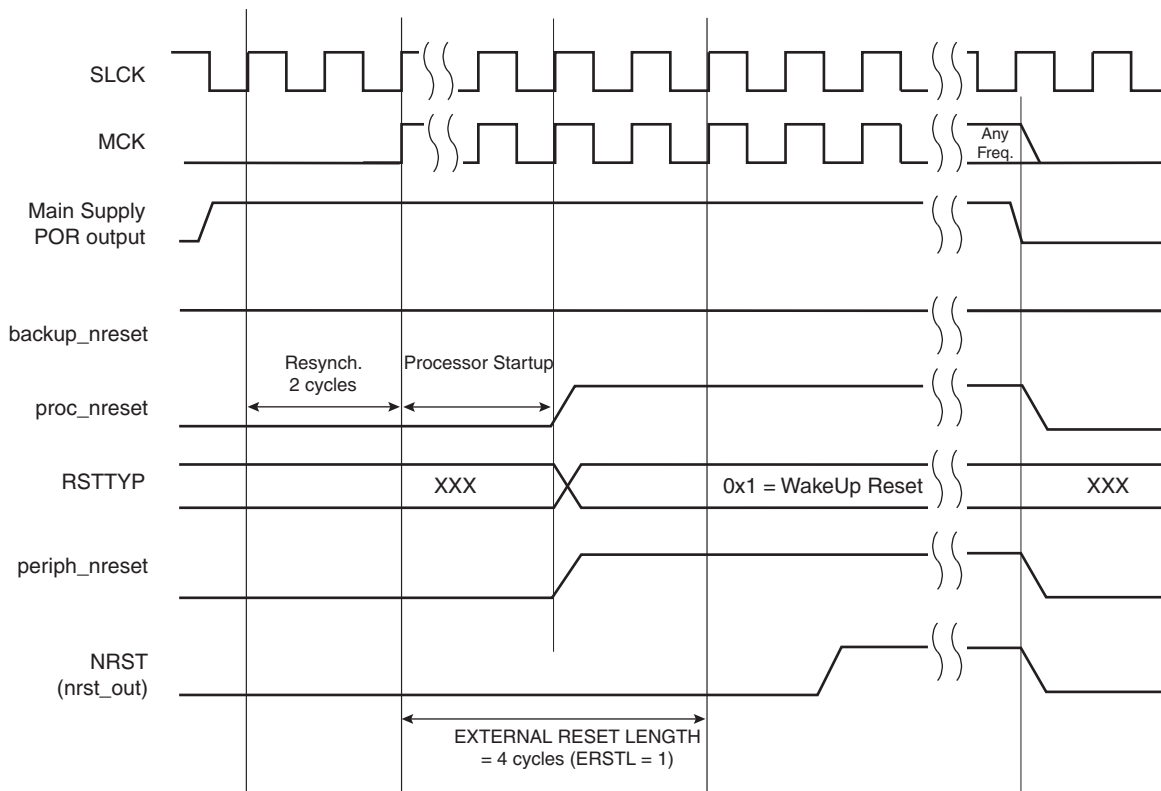 SLCK
MCK
Any
Freq.
Main Supply
POR output
backup_nreset
Resynch.
2 cycles
Processor Startup
proc_nreset
RSTTYP
XXX
0x1 = WakeUp Reset
XXX
periph_nreset
NRST
(nrst_out)
EXTERNAL RESET LENGTH
= 4 cycles (ERSTL = 1)